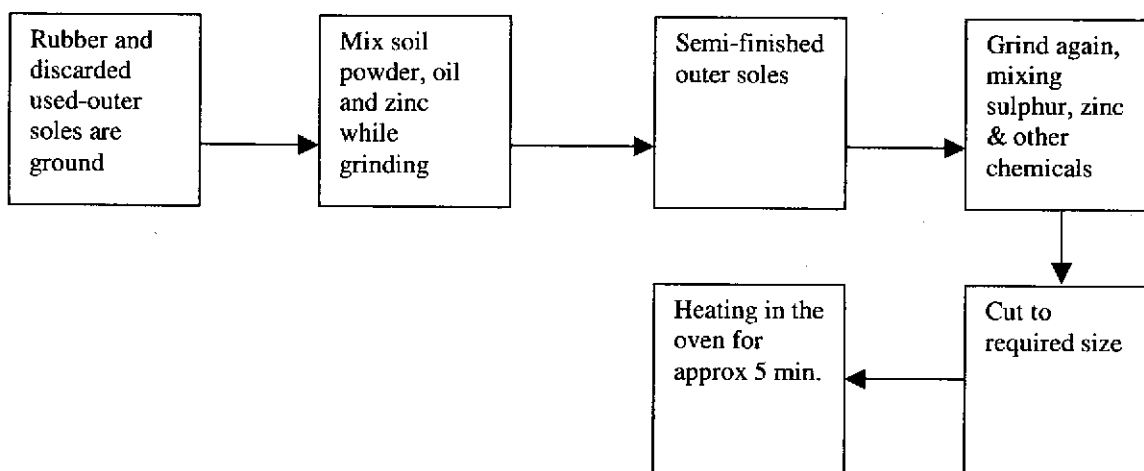 Rubber and
discarded
used-outer
soles are
ground
Mix soil
powder, oil
and zinc
while
grinding
Semi-finished
outer soles
Grind again,
mixing
sulphur, zinc
& other
chemicals
Cut to
required size
Heating in the
oven for
approx 5 min.